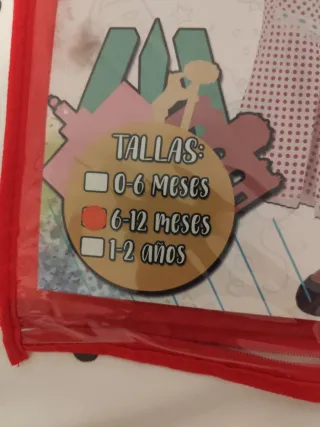 TALLAS:
0-6 MESES
6-12 meses
1-2 años